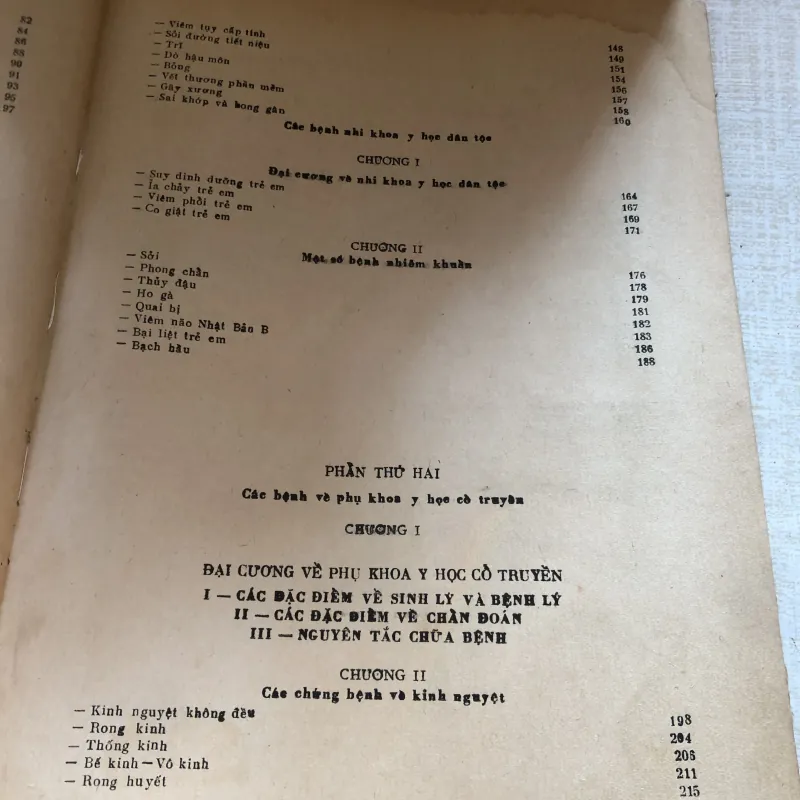 82
84
86
88
90
91
93
95
97
— Viêm tụy cấp tính 148
— Sỏi đường tiết niệu 149
— Trĩ 151
— Dò hậu môn 154
— Bỏng 156
— Vết thương phần mềm 157
— Gãy xương 158
— Sai khớp và bong gân 160
Các bệnh nhi khoa y học dân tộc
CHƯƠNG I
Đại cương về nhi khoa y học dân tộc
— Suy dinh dưỡng trẻ em 164
— Ỉa chảy trẻ em 167
— Viêm phổi trẻ em 169
— Co giật trẻ em 171
CHƯƠNG II
Một số bệnh nhiễm khuẩn
— Sởi 176
— Phong chẩn 178
— Thủy đậu 179
— Ho gà 181
— Quai bị 182
— Viêm não Nhật Bản B 183
— Bại liệt trẻ em 186
— Bạch hầu 188
PHẦN THỨ HAI
Các bệnh về phụ khoa y học cổ truyền
CHƯƠNG I
ĐẠI CƯƠNG VỀ PHỤ KHOA Y HỌC CỔ TRUYỀN
I — CÁC ĐẶC ĐIỂM VỀ SINH LÝ VÀ BỆNH LÝ
II — CÁC ĐẶC ĐIỂM VỀ CHẨN ĐOÁN
III — NGUYÊN TẮC CHỮA BỆNH
CHƯƠNG II
Các chứng bệnh về kinh nguyệt
— Kinh nguyệt không đều 198
— Rong kinh 204
— Thống kinh 206
— Bế kinh — Vô kinh 211
— Rong huyết 215